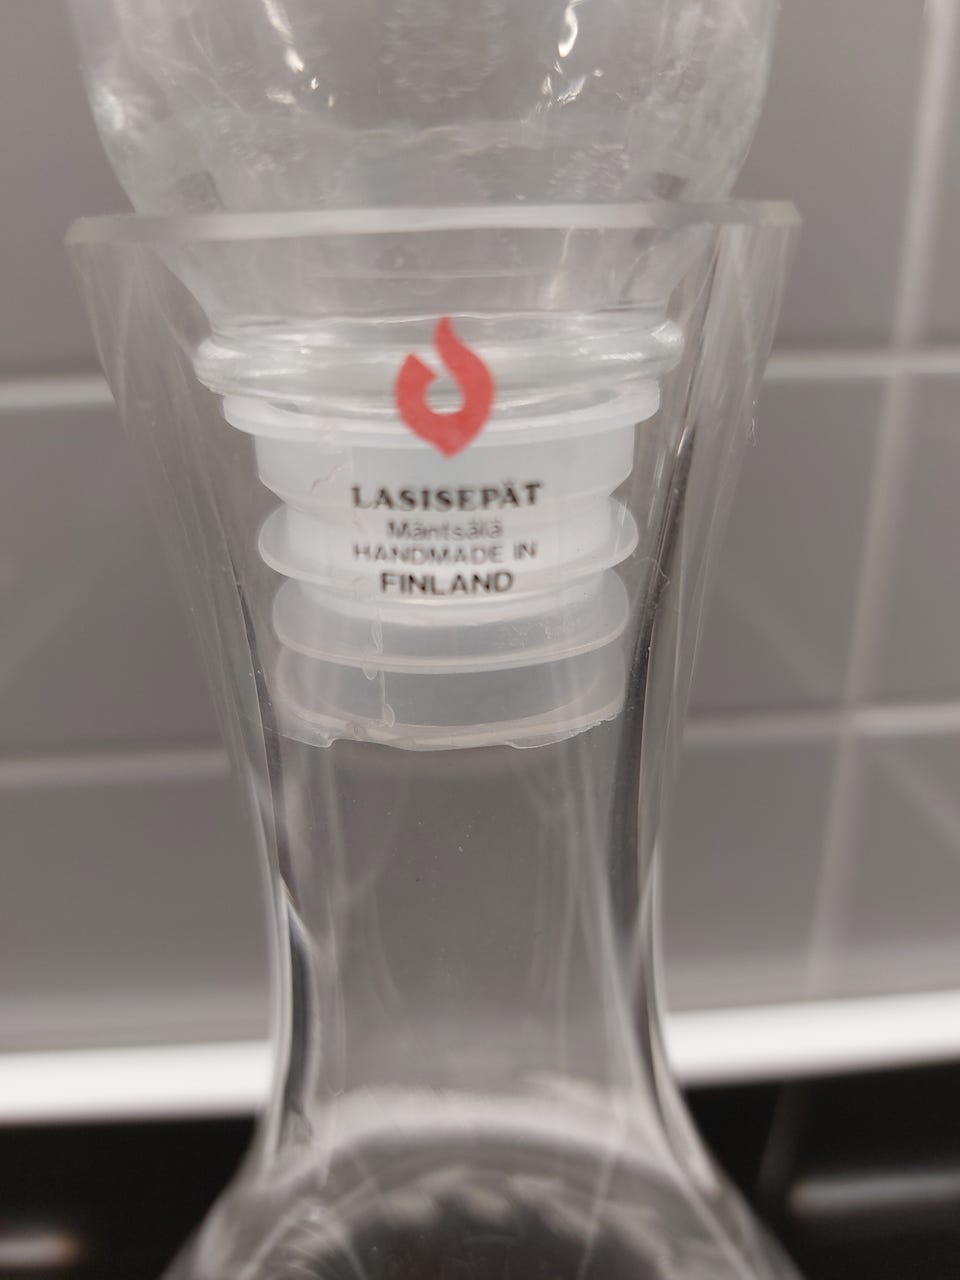 LASISEPÄT
Mäntsälä
HANDMADE IN
FINLAND